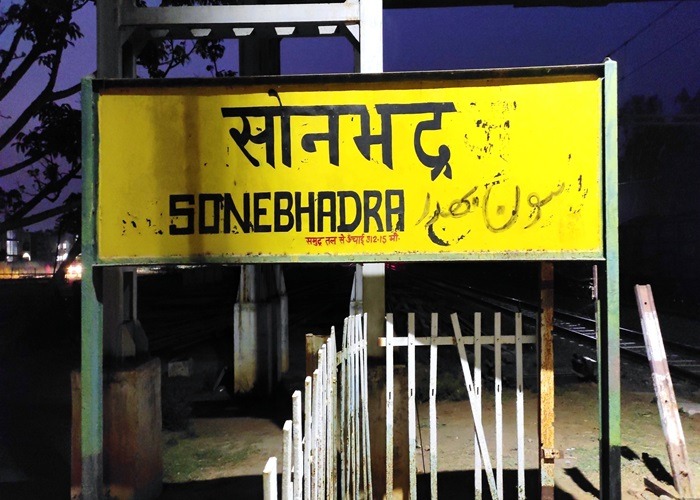 सोनभद्र
SONEBHADRA سون بھدر
समुद्र तल से ऊंचाई 312-15 मी.